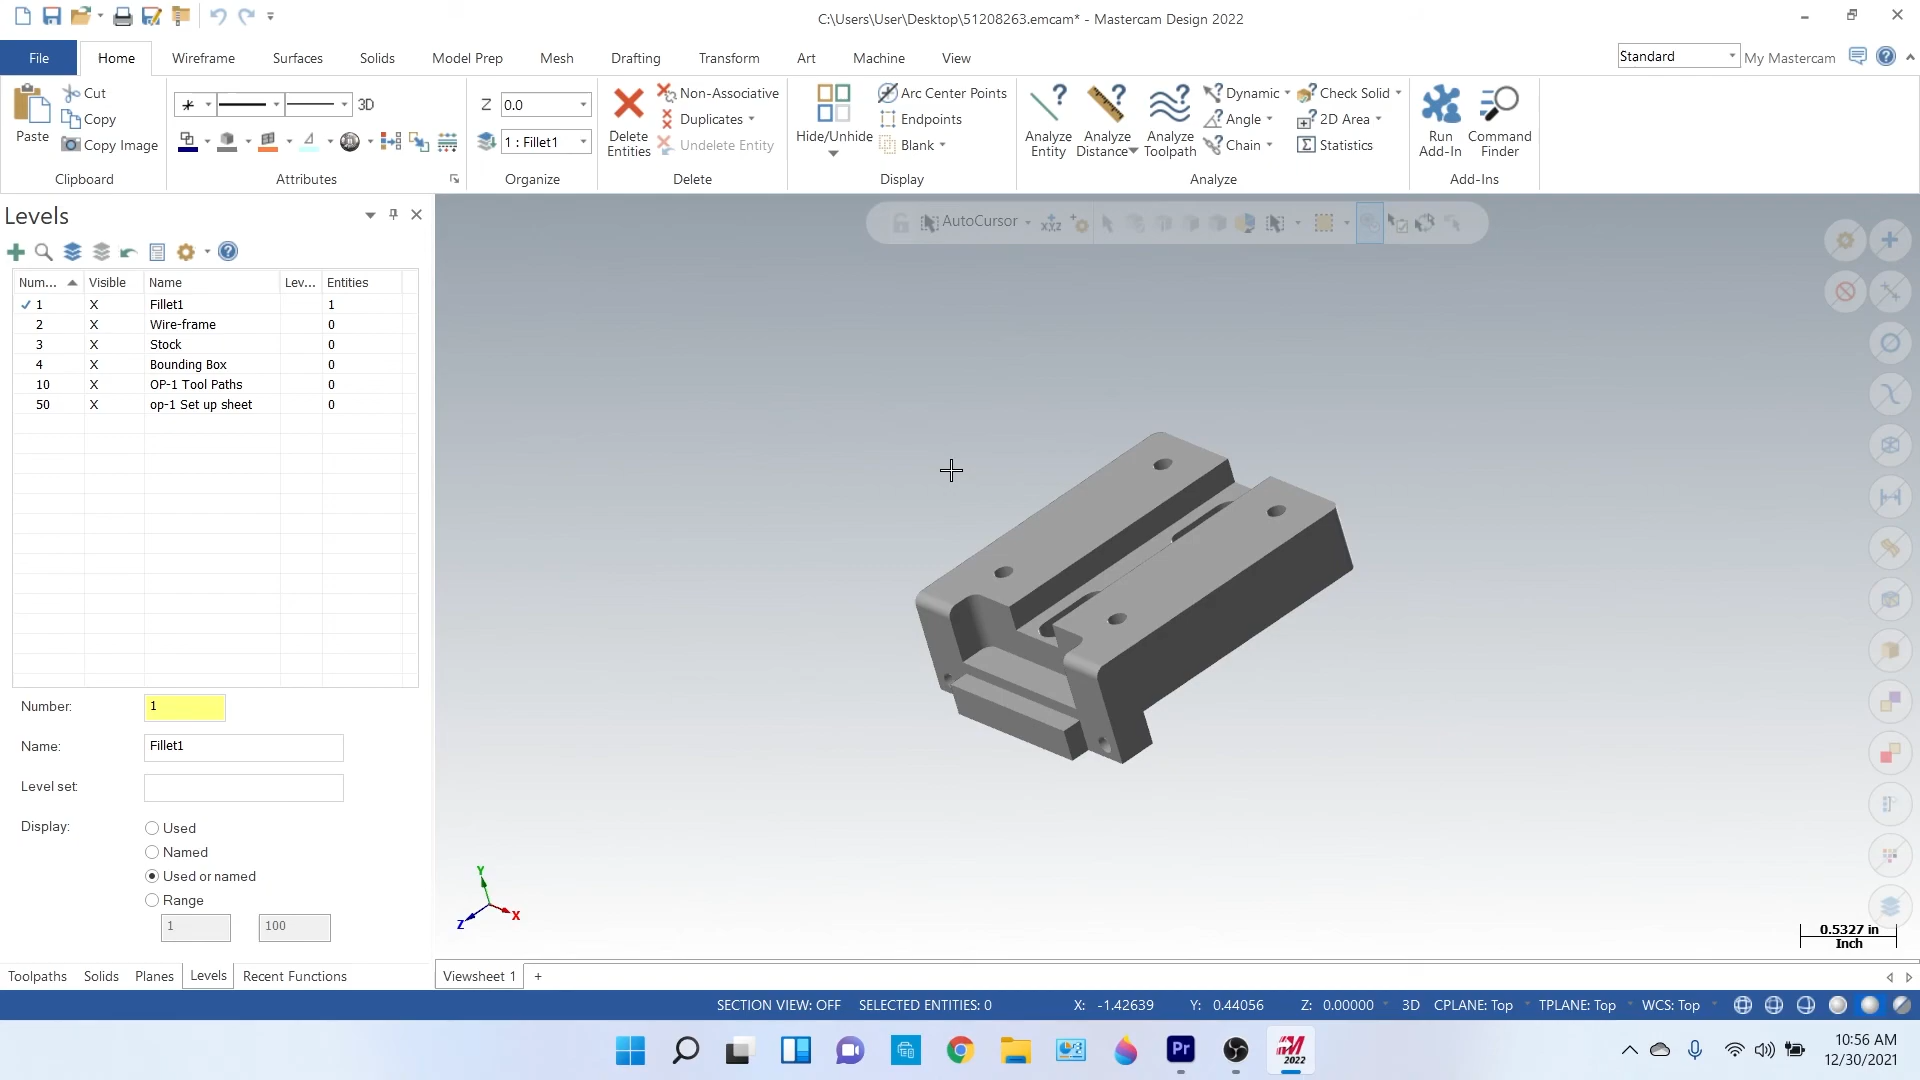 C:\Users\User\Desktop\51208263.emcam* - Mastercam Design 2022
File
Home
Wireframe
Surfaces
Solids
Model Prep
Mesh
Drafting
Transform
Art
Machine
View
Standard
My Mastercam
Paste
Cut
Copy
Copy Image
Clipboard
3D
Attributes
Z
0.0
1 : Fillet1
Organize
Delete
Entities
Non-Associative
Duplicates
Undelete Entity
Delete
Hide/Unhide
Arc Center Points
Endpoints
Blank
Display
Analyze
Entity
Analyze
Distance
Analyze
Toolpath
Dynamic
Angle
Chain
Check Solid
2D Area
Statistics
Analyze
Run
Add-In
Command
Finder
Add-Ins
Levels
AutoCursor
Num... Visible Name Lev... Entities
1 X Fillet1 1
2 X Wire-frame 0
3 X Stock 0
4 X Bounding Box 0
10 X OP-1 Tool Paths 0
50 X op-1 Set up sheet 0
Number: 1
Name: Fillet1
Level set:
Display:
Used
Named
Used or named
Range
1 100
Y
Z
X
0.5327 in
Inch
Toolpaths Solids Planes Levels Recent Functions
Viewsheet 1 +
SECTION VIEW: OFF SELECTED ENTITIES: 0 X: -1.42639 Y: 0.44056 Z: 0.00000 3D CPLANE: Top TPLANE: Top WCS: Top
Pr
2022
10:56 AM
12/30/2021